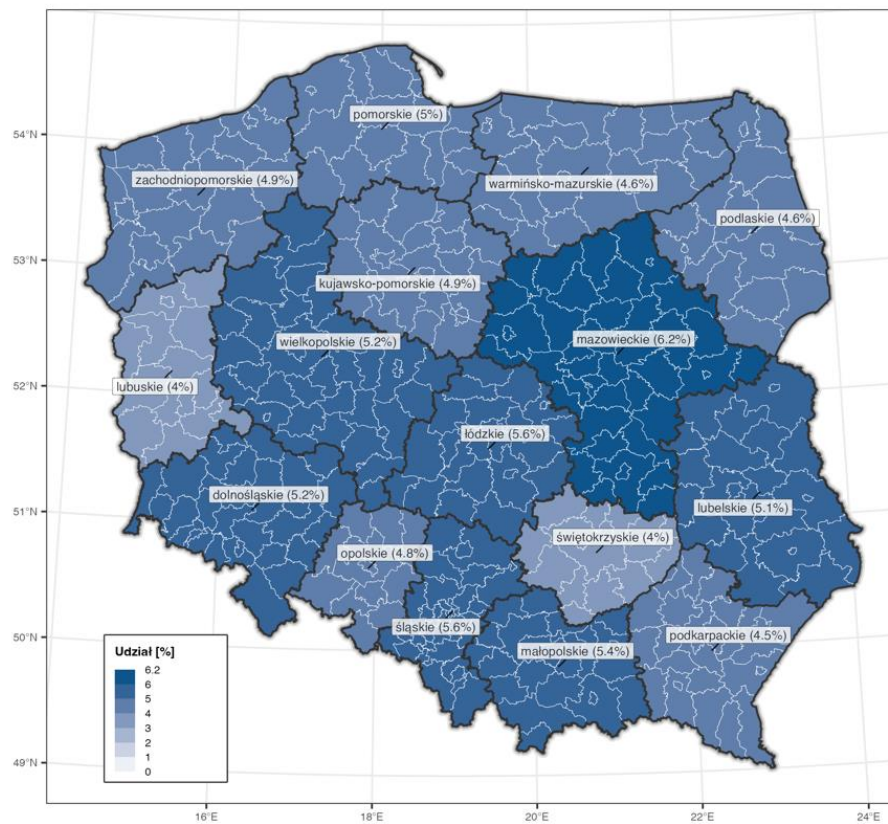 pomorskie (5%)
54°N
zachodniopomorskie (4.9%)
warmińsko-mazurskie (4.6%)
podlaskie (4.6%)
53°N
kujawsko-pomorskie (4.9%)
wielkopolskie (5.2%)
mazowieckie (6.2%)
lubuskie (4%)
52°N
łódzkie (5.6%)
dolnośląskie (5.2%)
lubelskie (5.1%)
51°N
świętokrzyskie (4%)
opolskie (4.8%)
śląskie (5.6%)
podkarpackie (4.5%)
50°N
małopolskie (5.4%)
Udział [%]
6.2
6
5
4
3
2
1
0
49°N
16°E
18°E
20°E
22°E
24°E